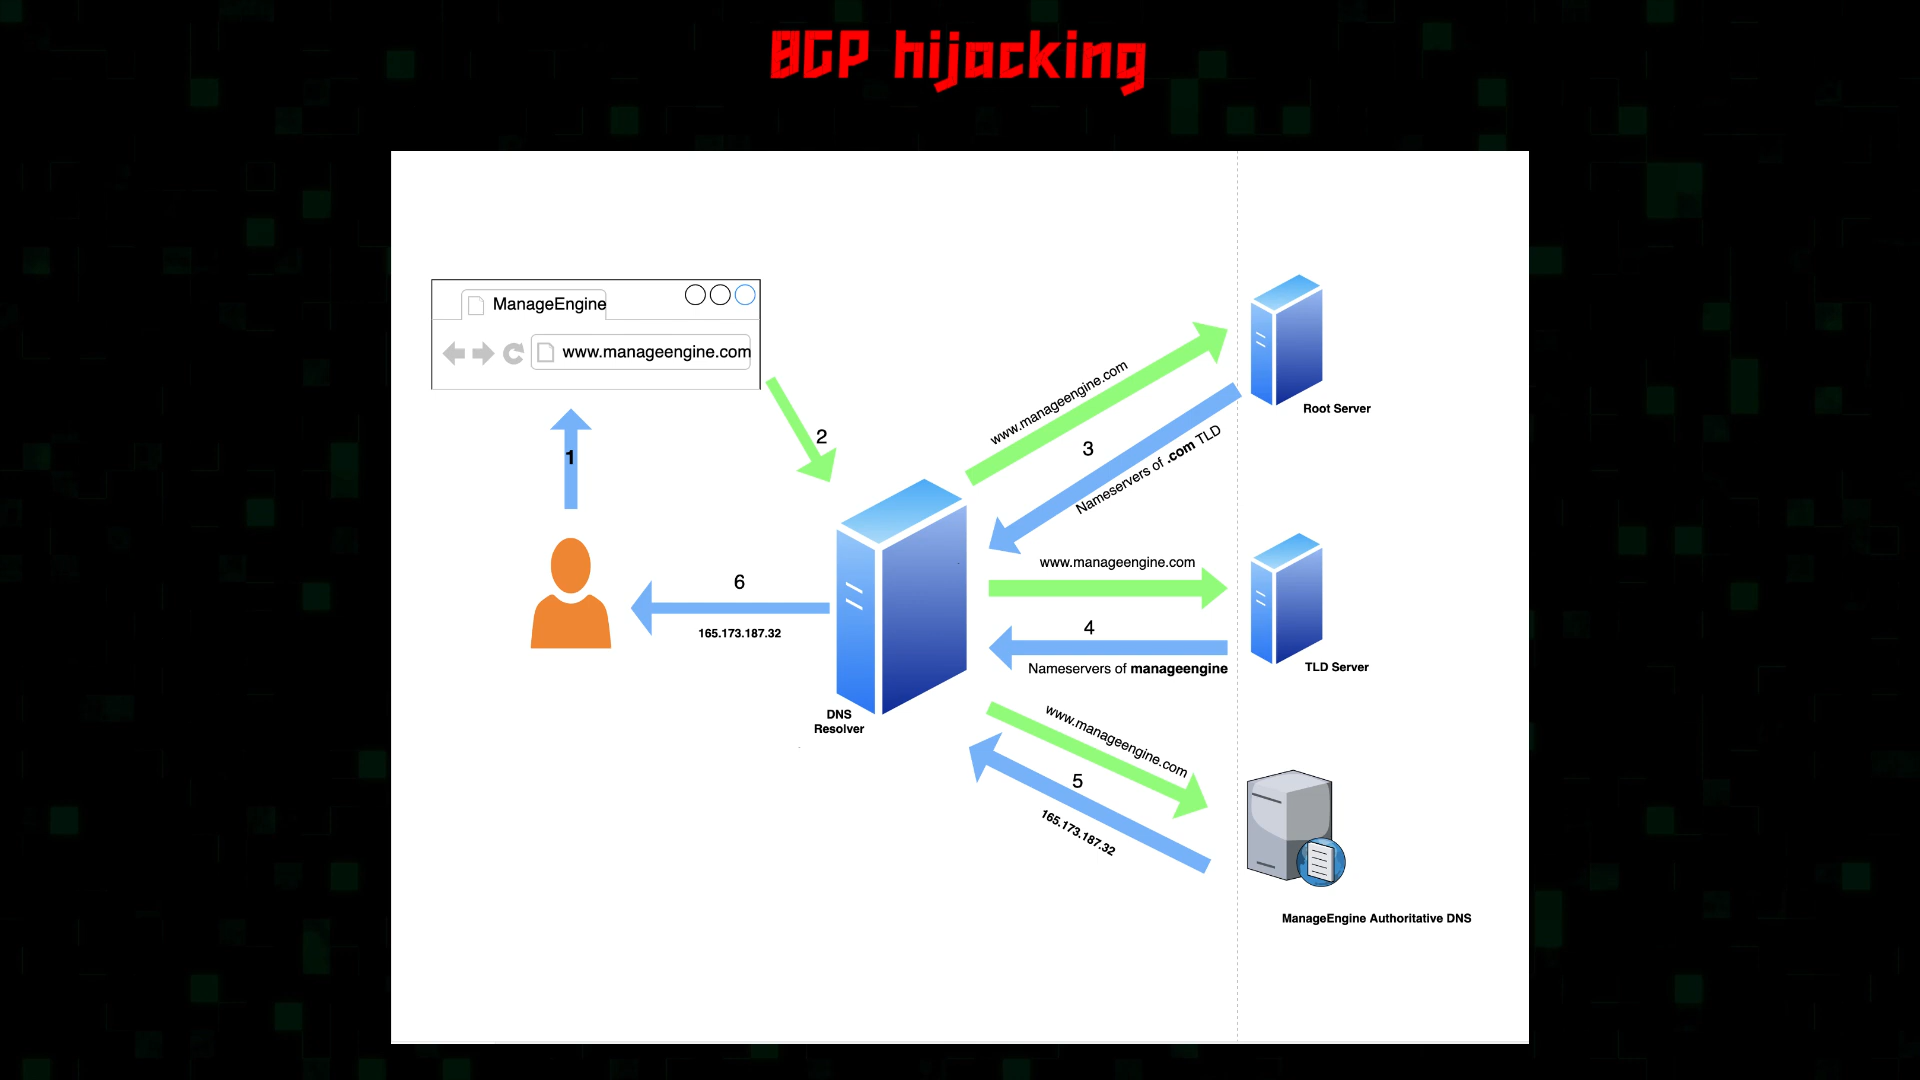 BGP hijacking
ManageEngine
www.manageengine.com
1
2
www.manageengine.com
3
Nameservers of .com TLD
Root Server
www.manageengine.com
4
Nameservers of manageengine
TLD Server
6
165.173.187.32
DNS
Resolver
www.manageengine.com
5
165.173.187.32
ManageEngine Authoritative DNS